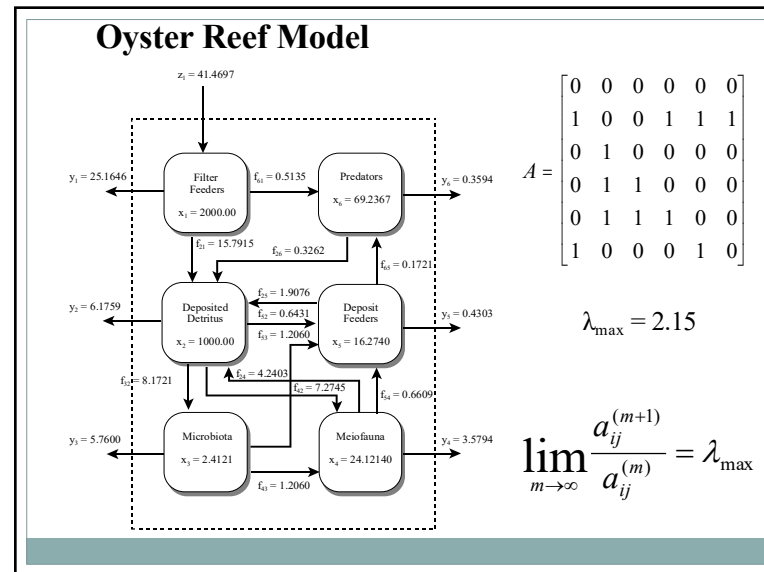 Oyster Reef Model
z₁ = 41.4697
y₁ = 25.1646
Filter
Feeders
x₁ = 2000.00
f₆₁ = 0.5135
Predators
x₆ = 69.2367
y₆ = 0.3594
f₂₁ = 15.7915
f₂₆ = 0.3262
f₆₅ = 0.1721
y₂ = 6.1759
Deposited
Detritus
x₂ = 1000.00
f₂₅ = 1.9076
f₅₂ = 0.6431
f₅₃ = 1.2060
Deposit
Feeders
x₅ = 16.2740
y₅ = 0.4303
f₃₂ = 8.1721
f₂₄ = 4.2403
f₄₂ = 7.2745
f₅₄ = 0.6609
y₃ = 5.7600
Microbiota
x₃ = 2.4121
f₄₃ = 1.2060
Meiofauna
x₄ = 24.12140
y₄ = 3.5794
A =
0 0 0 0 0 0
1 0 0 1 1 1
0 1 0 0 0 0
0 1 1 0 0 0
0 1 1 1 0 0
1 0 0 0 1 0
λmax = 2.15
lim m→∞ aᵢⱼ^(m+1) / aᵢⱼ^(m) = λmax